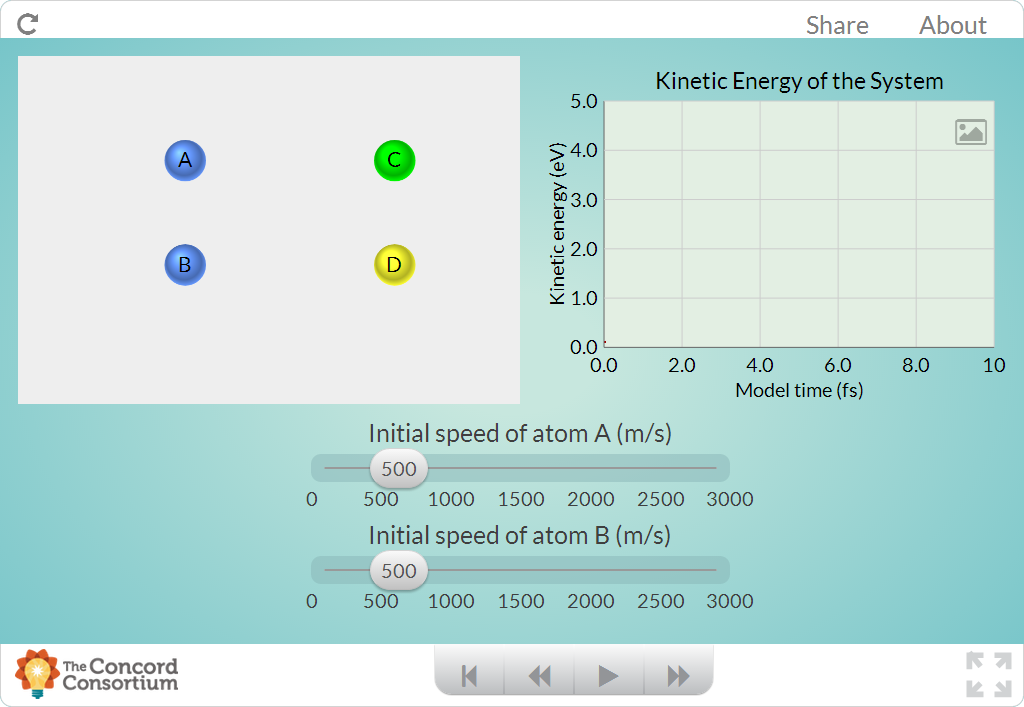 Share About
A
C
B
D
Kinetic Energy of the System
Kinetic energy (eV)
5.0
4.0
3.0
2.0
1.0
0.0
0.0 2.0 4.0 6.0 8.0 10
Model time (fs)
Initial speed of atom A (m/s)
500
0 500 1000 1500 2000 2500 3000
Initial speed of atom B (m/s)
500
0 500 1000 1500 2000 2500 3000
The Concord
Consortium